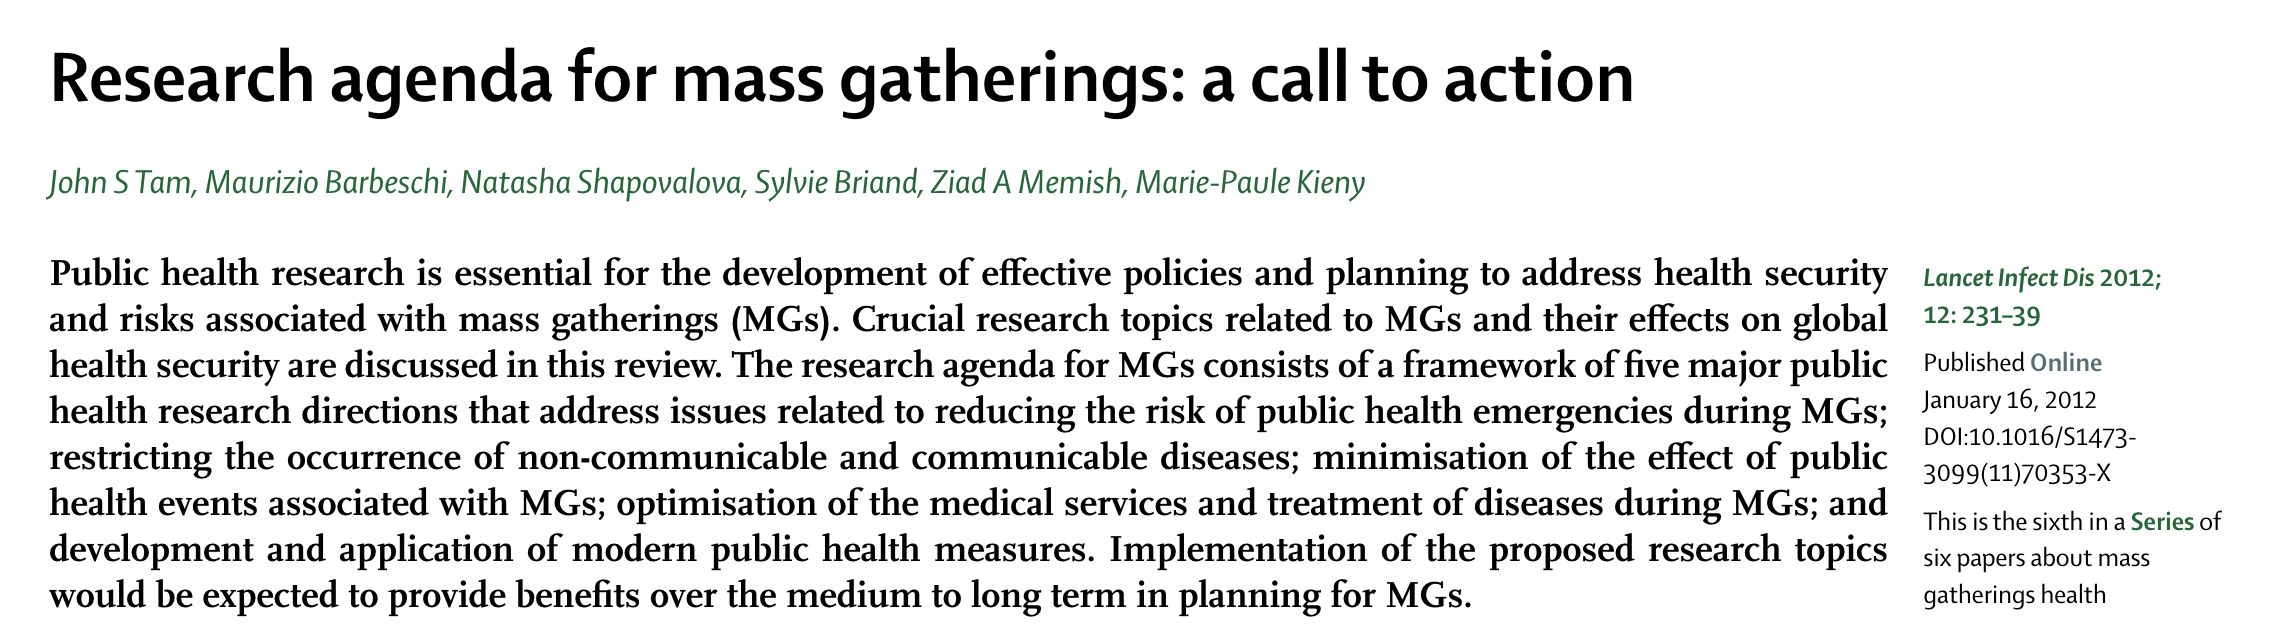 Research agenda for mass gatherings: a call to action
John S Tam, Maurizio Barbeschi, Natasha Shapovalova, Sylvie Briand, Ziad A Memish, Marie-Paule Kieny
Public health research is essential for the development of effective policies and planning to address health security
and risks associated with mass gatherings (MGs). Crucial research topics related to MGs and their effects on global
health security are discussed in this review. The research agenda for MGs consists of a framework of five major public
health research directions that address issues related to reducing the risk of public health emergencies during MGs;
restricting the occurrence of non-communicable and communicable diseases; minimisation of the effect of public
health events associated with MGs; optimisation of the medical services and treatment of diseases during MGs; and
development and application of modern public health measures. Implementation of the proposed research topics
would be expected to provide benefits over the medium to long term in planning for MGs.
Lancet Infect Dis 2012;
12: 231–39
Published Online
January 16, 2012
DOI:10.1016/S1473-
3099(11)70353-X
This is the sixth in a Series of
six papers about mass
gatherings health